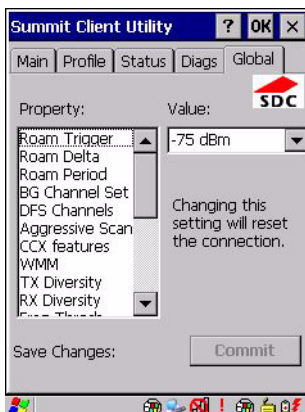 Summit Client Utility ? OK ×
Main Profile Status Diags Global
SDC
Property: Value:
Roam Trigger
Roam Delta
Roam Period
BG Channel Set
DFS Channels
Aggressive Scan
CCX features
WMM
TX Diversity
RX Diversity
Frag Thresh
-75 dBm
Changing this
setting will reset
the connection.
Save Changes: Commit